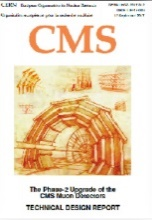 CERN European Organization for Nuclear Research
Organisation européenne pour la recherche nucléaire
CMS
The Phase-2 Upgrade of the
CMS Muon Detectors
TECHNICAL DESIGN REPORT